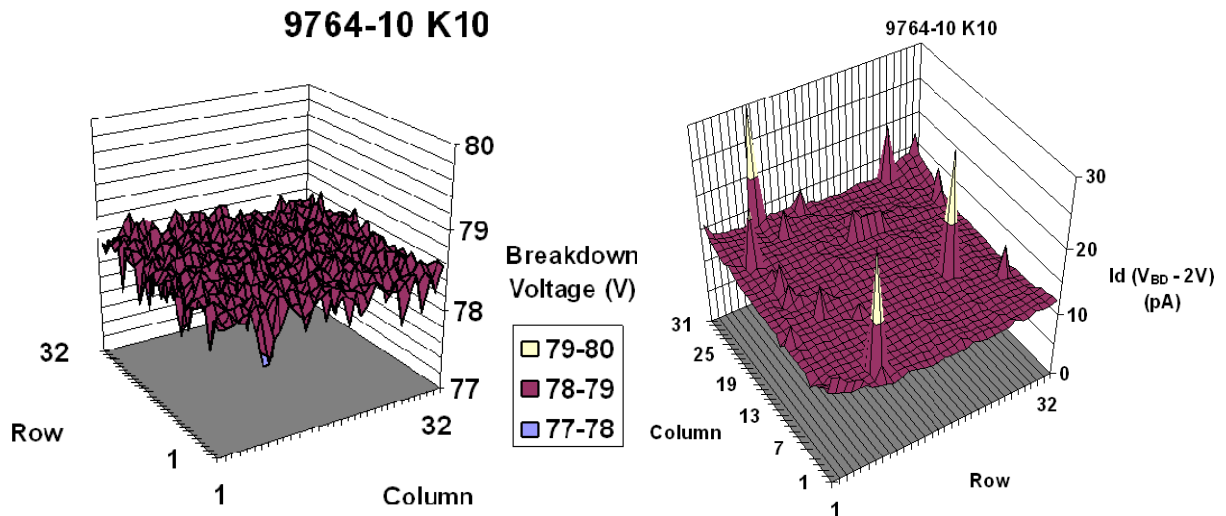 9764-10 K10
80
79
78
77
Breakdown
Voltage (V)
79-80
78-79
77-78
32
Row
1
1
Column
32
9764-10 K10
30
20
10
0
Id (VBD - 2V)
(pA)
31
25
19
13
7
1
Column
1
Row
32